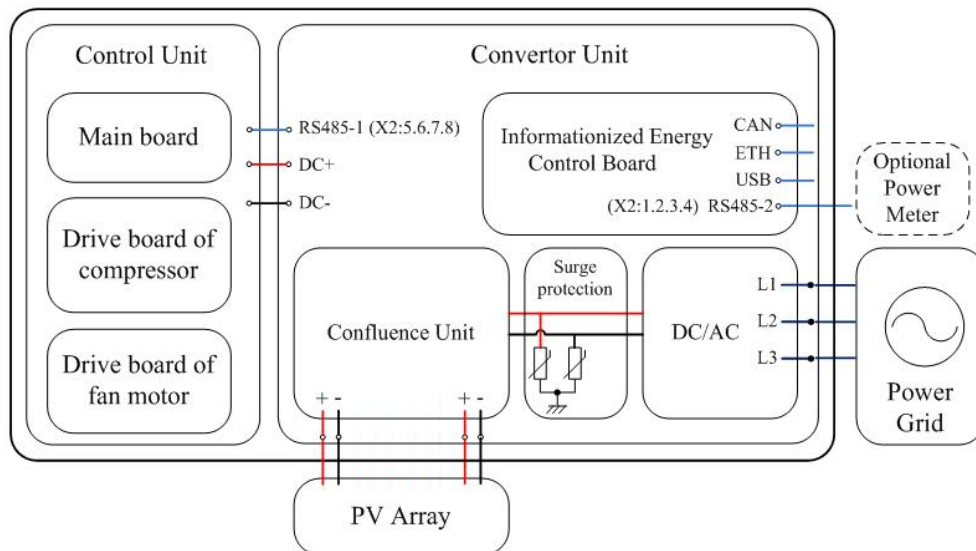 Control Unit
Main board
Drive board of
compressor
Drive board of
fan motor
Convertor Unit
RS485-1 (X2:5.6.7.8)
DC+
DC-
Informationized Energy
Control Board
CAN
ETH
USB
(X2:1.2.3.4) RS485-2
Optional
Power
Meter
Confluence Unit
+ - + -
Surge
protection
DC/AC
L1
L2
L3
Power
Grid
PV Array